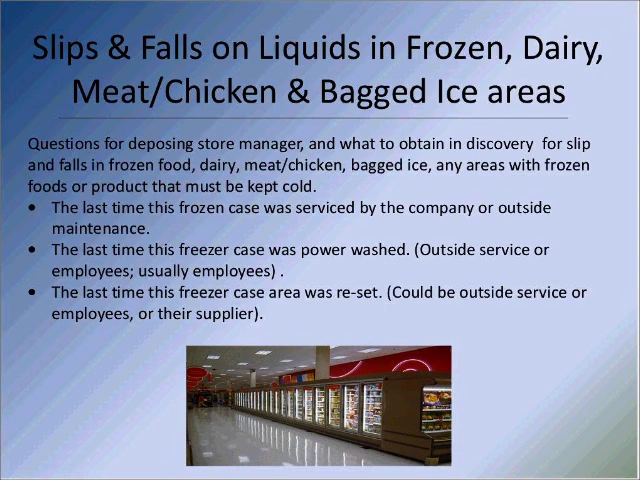 Slips & Falls on Liquids in Frozen, Dairy,
Meat/Chicken & Bagged Ice areas
Questions for deposing store manager, and what to obtain in discovery  for slip
and falls in frozen food, dairy, meat/chicken, bagged ice, any areas with frozen
foods or product that must be kept cold.
• The last time this frozen case was serviced by the company or outside
maintenance.
• The last time this freezer case was power washed. (Outside service or
employees; usually employees) .
• The last time this freezer case area was re-set. (Could be outside service or
employees, or their supplier).